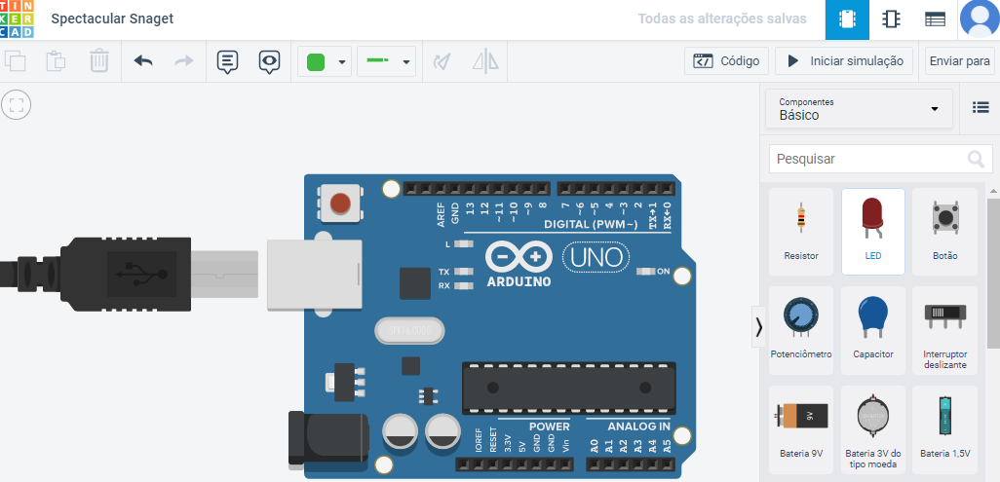 TIN
KER
CAD
Spectacular Snaget
Todas as alterações salvas
Código
Iniciar simulação
Enviar para
Componentes
Básico
Pesquisar
Resistor
LED
Botão
Potenciômetro
Capacitor
Interruptor
deslizante
9V
Bateria 9V
Bateria 3V do
tipo moeda
Bateria 1,5V
AREF
GND
13
12
~11
~10
~9
8
7
~6
~5
4
~3
2
TX→1
RX←0
DIGITAL (PWM~)
L
TX
RX
UNO
ON
ARDUINO
POWER
ANALOG IN
IOREF
RESET
3.3V
5V
GND
GND
Vin
A0
A1
A2
A3
A4
A5